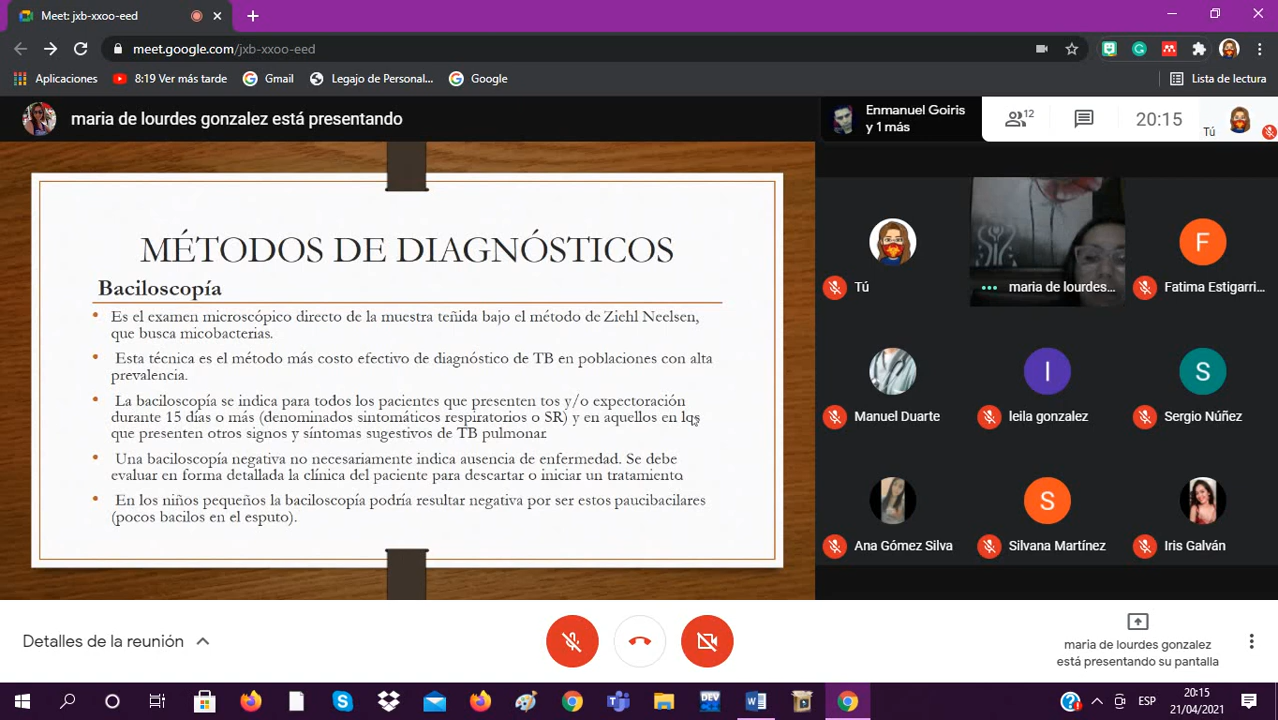 Meet: jxb-xxoo-eed
meet.google.com/jxb-xxoo-eed
Aplicaciones
8:19 Ver más tarde
Gmail
Legajo de Personal...
Google
Lista de lectura
maria de lourdes gonzalez está presentando
Enmanuel Goiris
y 1 más
12
20:15
Tú
MÉTODOS DE DIAGNÓSTICOS
Baciloscopía
• Es el examen microscópico directo de la muestra teñida bajo el método de Ziehl Neelsen,
que busca micobacterias.
• Esta técnica es el método más costo efectivo de diagnóstico de TB en poblaciones con alta
prevalencia.
• La baciloscopía se indica para todos los pacientes que presenten tos y/o expectoración
durante 15 días o más (denominados sintomáticos respiratorios o SR) y en aquellos en los
que presenten otros signos y síntomas sugestivos de TB pulmonar.
• Una baciloscopía negativa no necesariamente indica ausencia de enfermedad. Se debe
evaluar en forma detallada la clínica del paciente para descartar o iniciar un tratamiento.
• En los niños pequeños la baciloscopía podría resultar negativa por ser estos paucibacilares
(pocos bacilos en el esputo).
Tú
maria de lourdes...
F
Fatima Estigarri...
Manuel Duarte
I
leila gonzalez
S
Sergio Núñez
Ana Gómez Silva
S
Silvana Martínez
Iris Galván
Detalles de la reunión
maria de lourdes gonzalez
está presentando su pantalla
DEV
ESP
20:15
21/04/2021